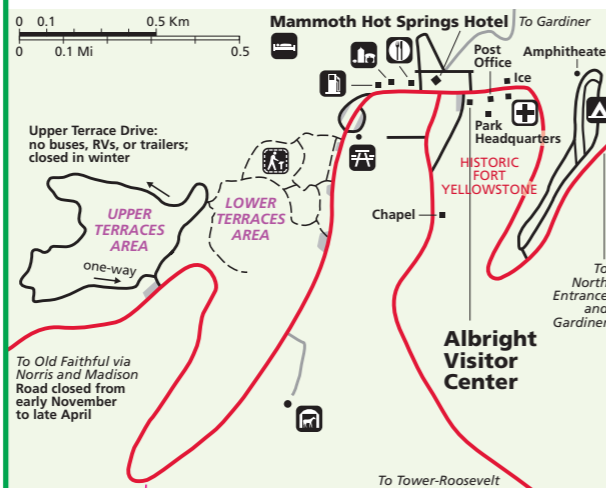 0 0.1 0.5 Km
0 0.1 Mi 0.5
Mammoth Hot Springs Hotel
To Gardiner
Post
Office
Amphitheate
Ice
Park
Headquarters
Upper Terrace Drive:
no buses, RVs, or trailers;
closed in winter
HISTORIC
FORT
YELLOWSTONE
UPPER
TERRACES
AREA
LOWER
TERRACES
AREA
Chapel
one-way
To
North
Entrance
and
Gardiner
Albright
Visitor
Center
To Old Faithful via
Norris and Madison
Road closed from
early November
to late April
To Tower-Roosevelt